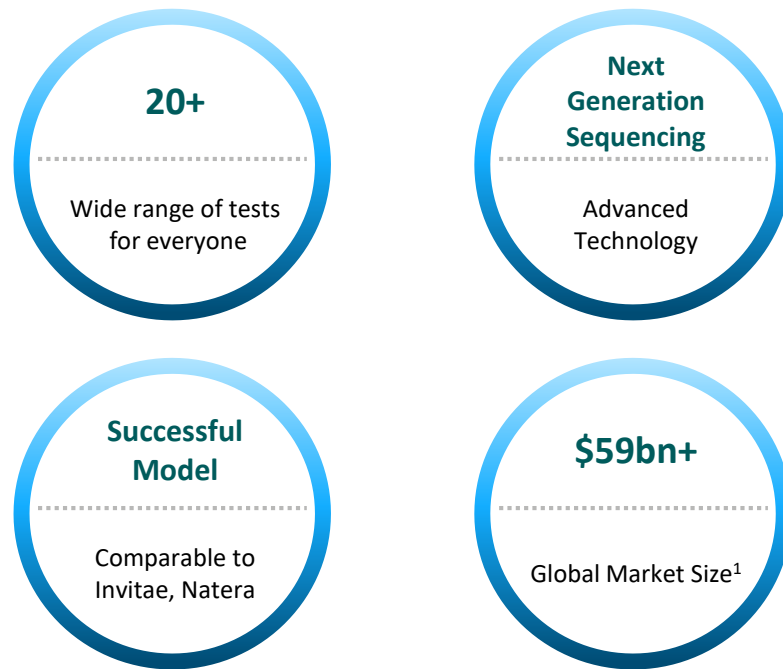 20+
Wide range of tests
for everyone
Next
Generation
Sequencing
Advanced
Technology
Successful
Model
Comparable to
Invitae, Natera
$59bn+
Global Market Size¹